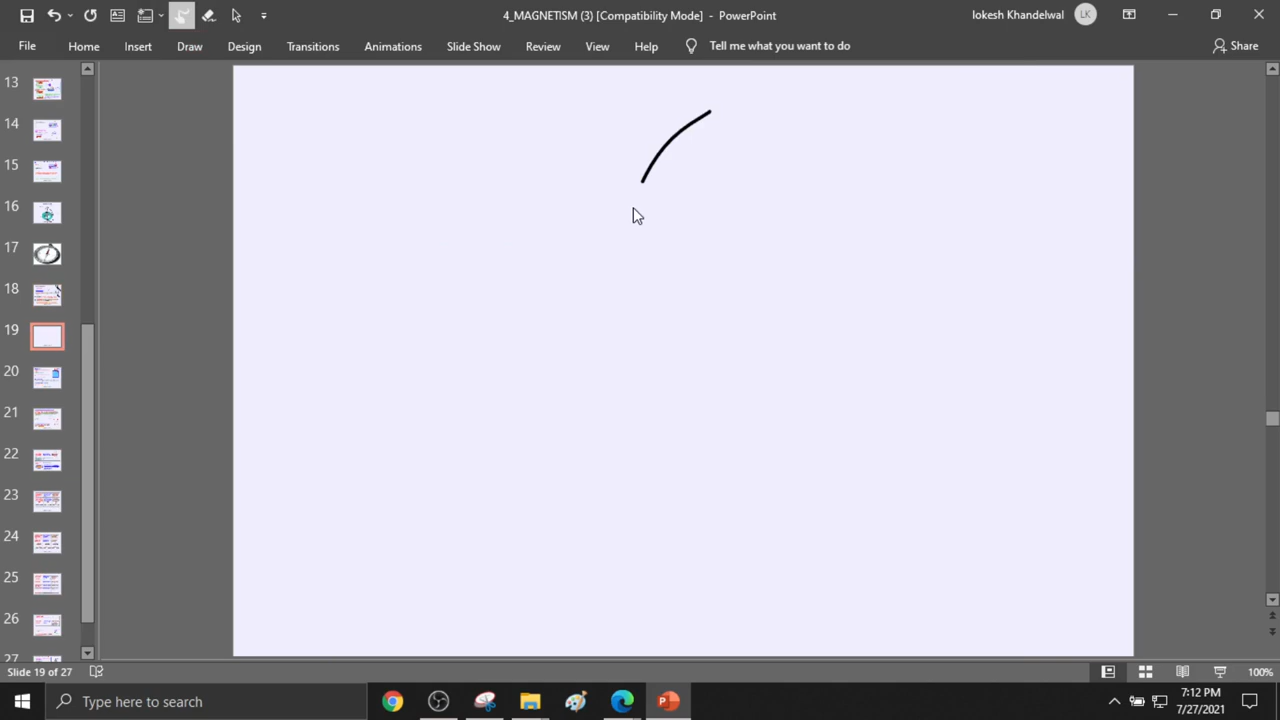 4_MAGNETISM (3) [Compatibility Mode] - PowerPoint
lokesh Khandelwal
LK
File
Home
Insert
Draw
Design
Transitions
Animations
Slide Show
Review
View
Help
Tell me what you want to do
Share
13
14
15
16
17
18
19
20
21
22
23
24
25
26
27
Slide 19 of 27
100%
Type here to search
7:12 PM
7/27/2021